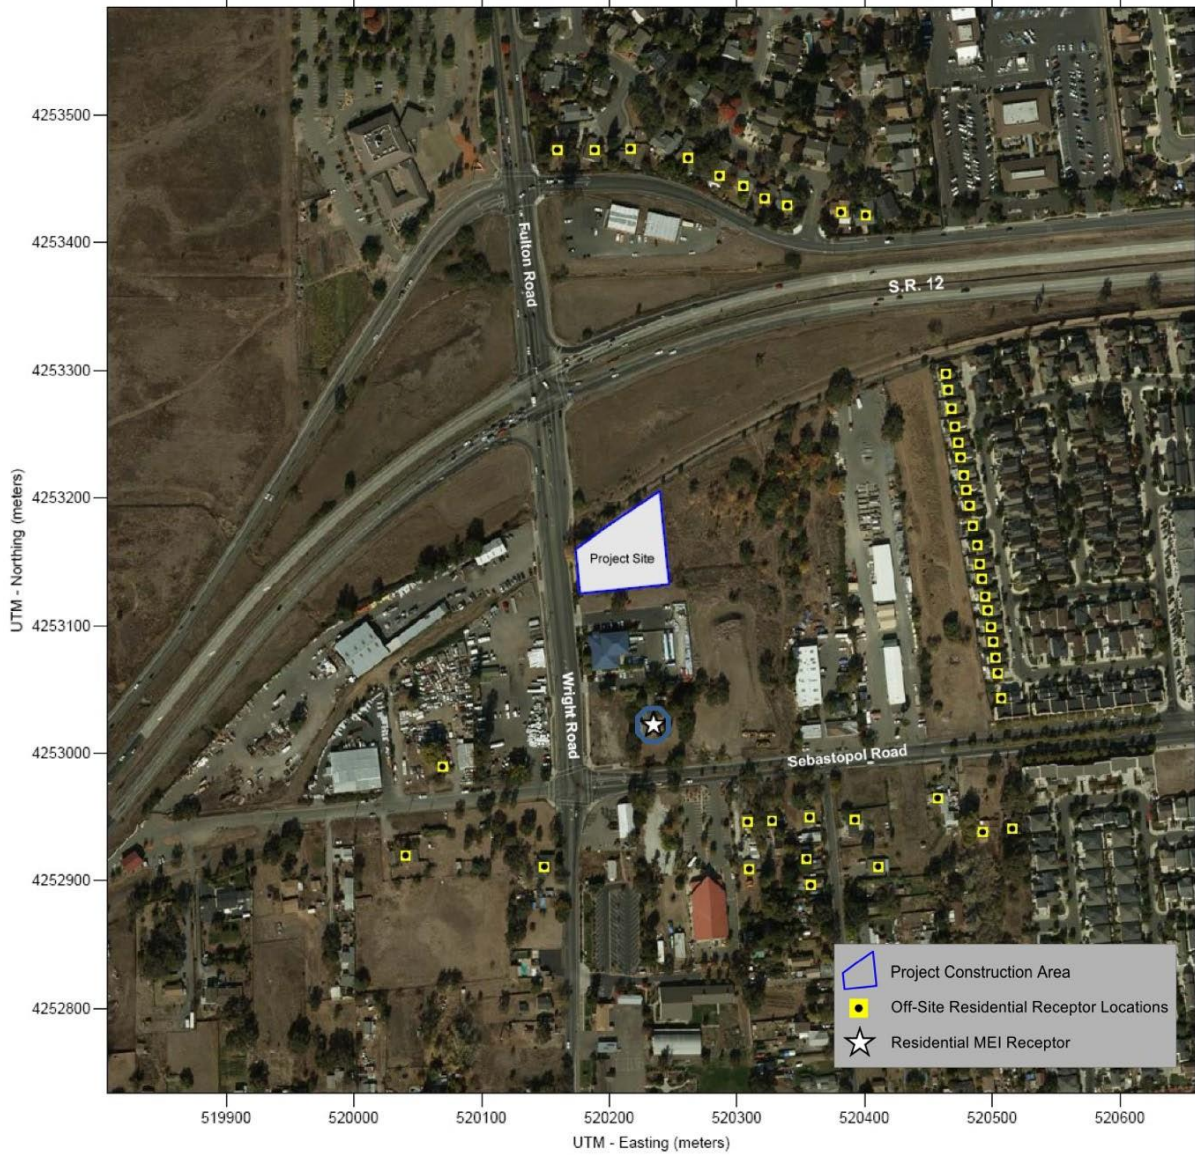 4253500
4253400
4253300
4253200
4253100
4253000
4252900
4252800
UTM - Northing (meters)
Fulton Road
S.R. 12
Project Site
Wright Road
Sebastopol Road
Project Construction Area
Off-Site Residential Receptor Locations
Residential MEI Receptor
519900 520000 520100 520200 520300 520400 520500 520600
UTM - Easting (meters)